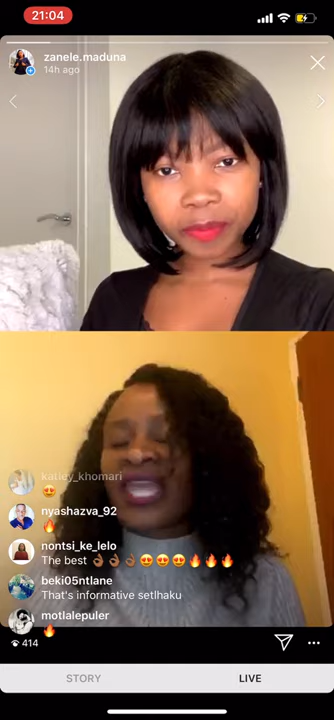 21:04
zanele.maduna
14h ago
katley_khomari
😍
nyashazva_92
🔥
nontsi_ke_lelo
The best 👌🏾👌🏾👌🏾😍😍😍🔥🔥🔥
beki05ntlane
That's informative setlhaku
motlalepuler
🔥
414
STORY
LIVE